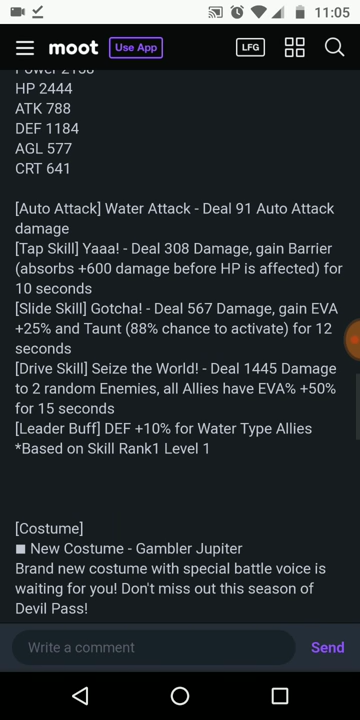 11:05
moot
Use App
LFG
Power 2158
HP 2444
ATK 788
DEF 1184
AGL 577
CRT 641
[Auto Attack] Water Attack - Deal 91 Auto Attack
damage
[Tap Skill] Yaaa! - Deal 308 Damage, gain Barrier
(absorbs +600 damage before HP is affected) for
10 seconds
[Slide Skill] Gotcha! - Deal 567 Damage, gain EVA
+25% and Taunt (88% chance to activate) for 12
seconds
[Drive Skill] Seize the World! - Deal 1445 Damage
to 2 random Enemies, all Allies have EVA% +50%
for 15 seconds
[Leader Buff] DEF +10% for Water Type Allies
*Based on Skill Rank1 Level 1
[Costume]
■ New Costume - Gambler Jupiter
Brand new costume with special battle voice is
waiting for you! Don't miss out this season of
Devil Pass!
Write a comment
Send